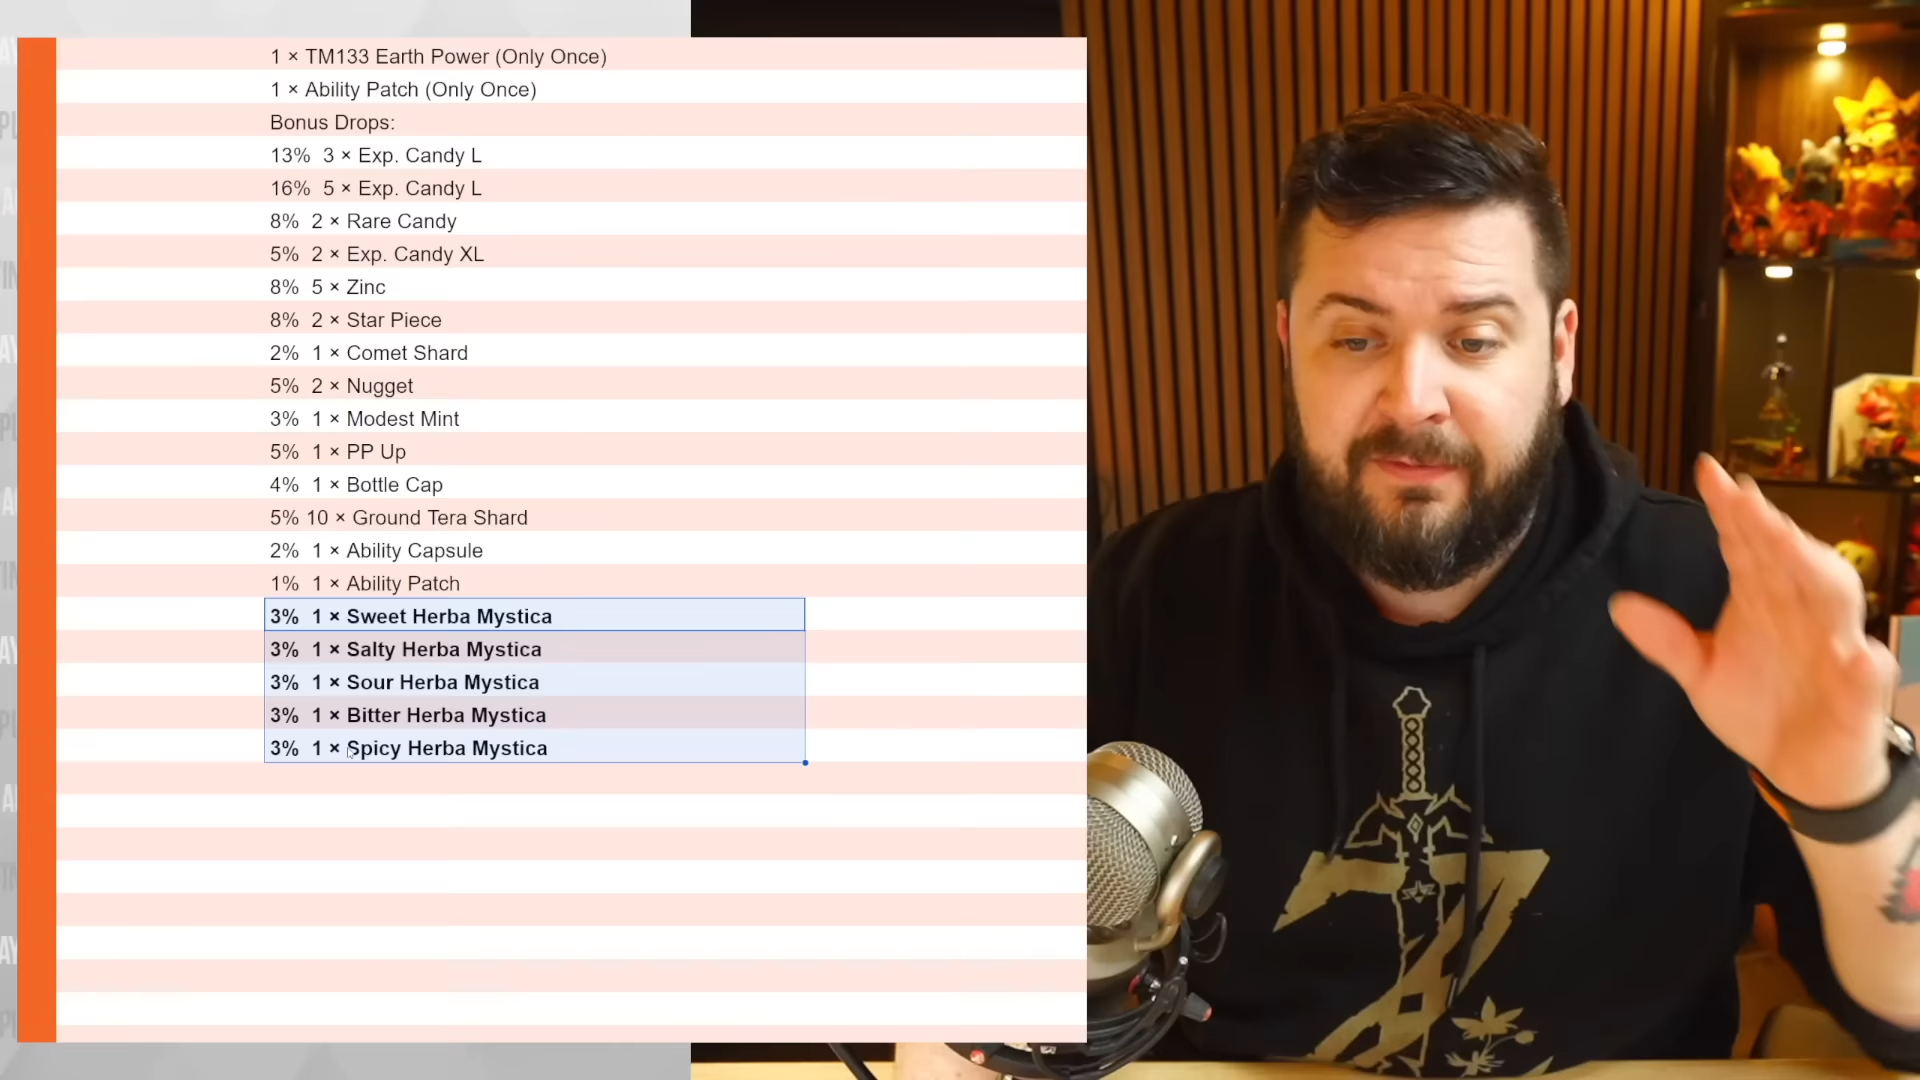 1 × TM133 Earth Power (Only Once)
1 × Ability Patch (Only Once)
Bonus Drops:
13% 3 × Exp. Candy L
16% 5 × Exp. Candy L
8% 2 × Rare Candy
5% 2 × Exp. Candy XL
8% 5 × Zinc
8% 2 × Star Piece
2% 1 × Comet Shard
5% 2 × Nugget
3% 1 × Modest Mint
5% 1 × PP Up
4% 1 × Bottle Cap
5% 10 × Ground Tera Shard
2% 1 × Ability Capsule
1% 1 × Ability Patch
3% 1 × Sweet Herba Mystica
3% 1 × Salty Herba Mystica
3% 1 × Sour Herba Mystica
3% 1 × Bitter Herba Mystica
3% 1 × Spicy Herba Mystica